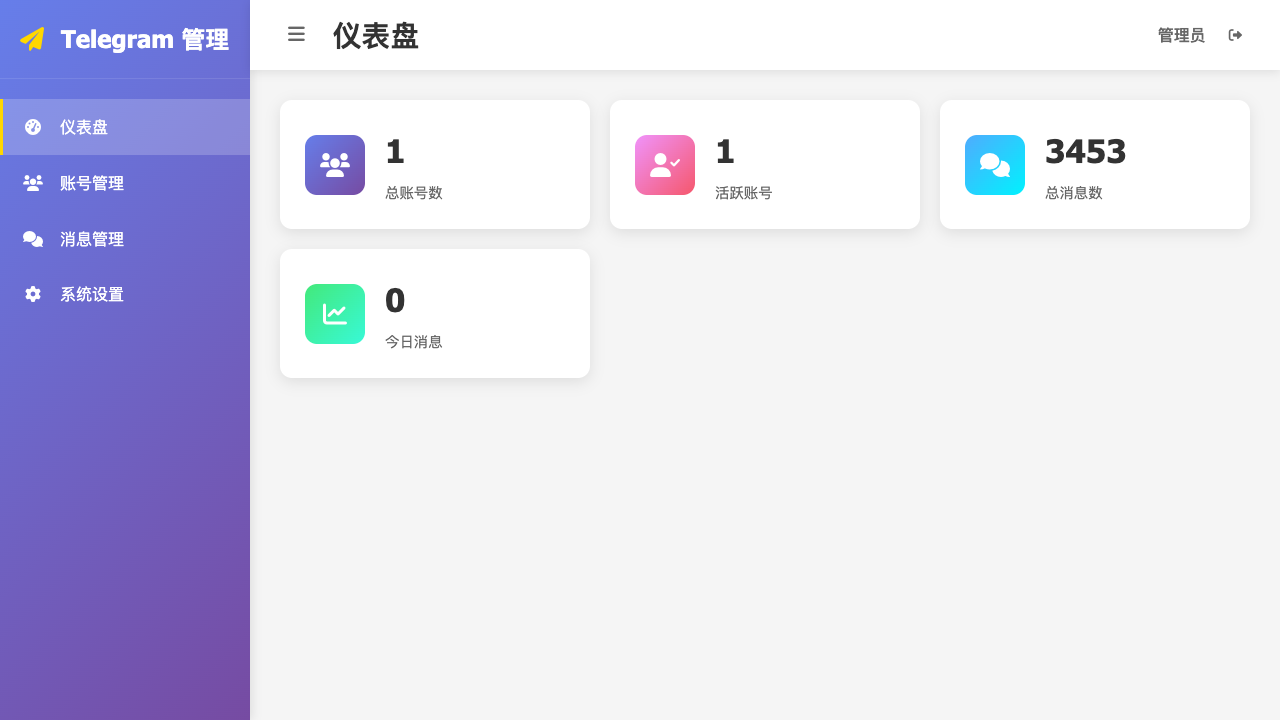 Telegram 管理
仪表盘
账号管理
消息管理
系统设置
仪表盘
管理员
1
总账号数
1
活跃账号
3453
总消息数
0
今日消息